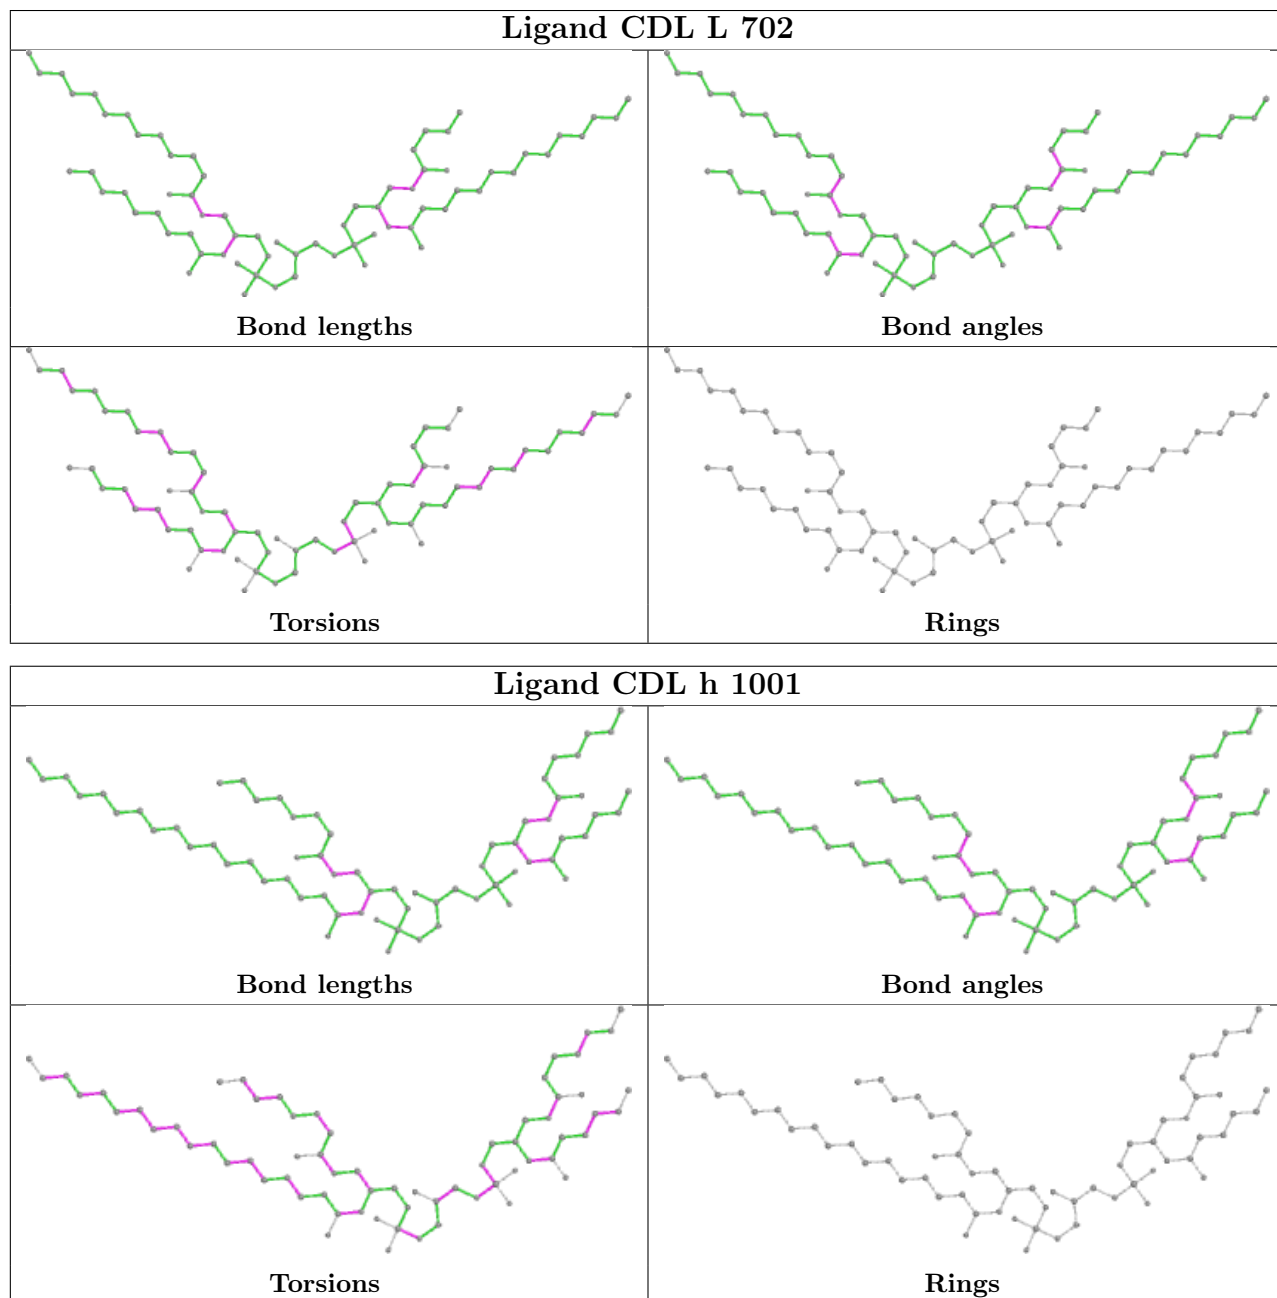 Ligand CDL L 702
Bond lengths
Bond angles
Torsions
Rings
Ligand CDL h 1001
Bond lengths
Bond angles
Torsions
Rings